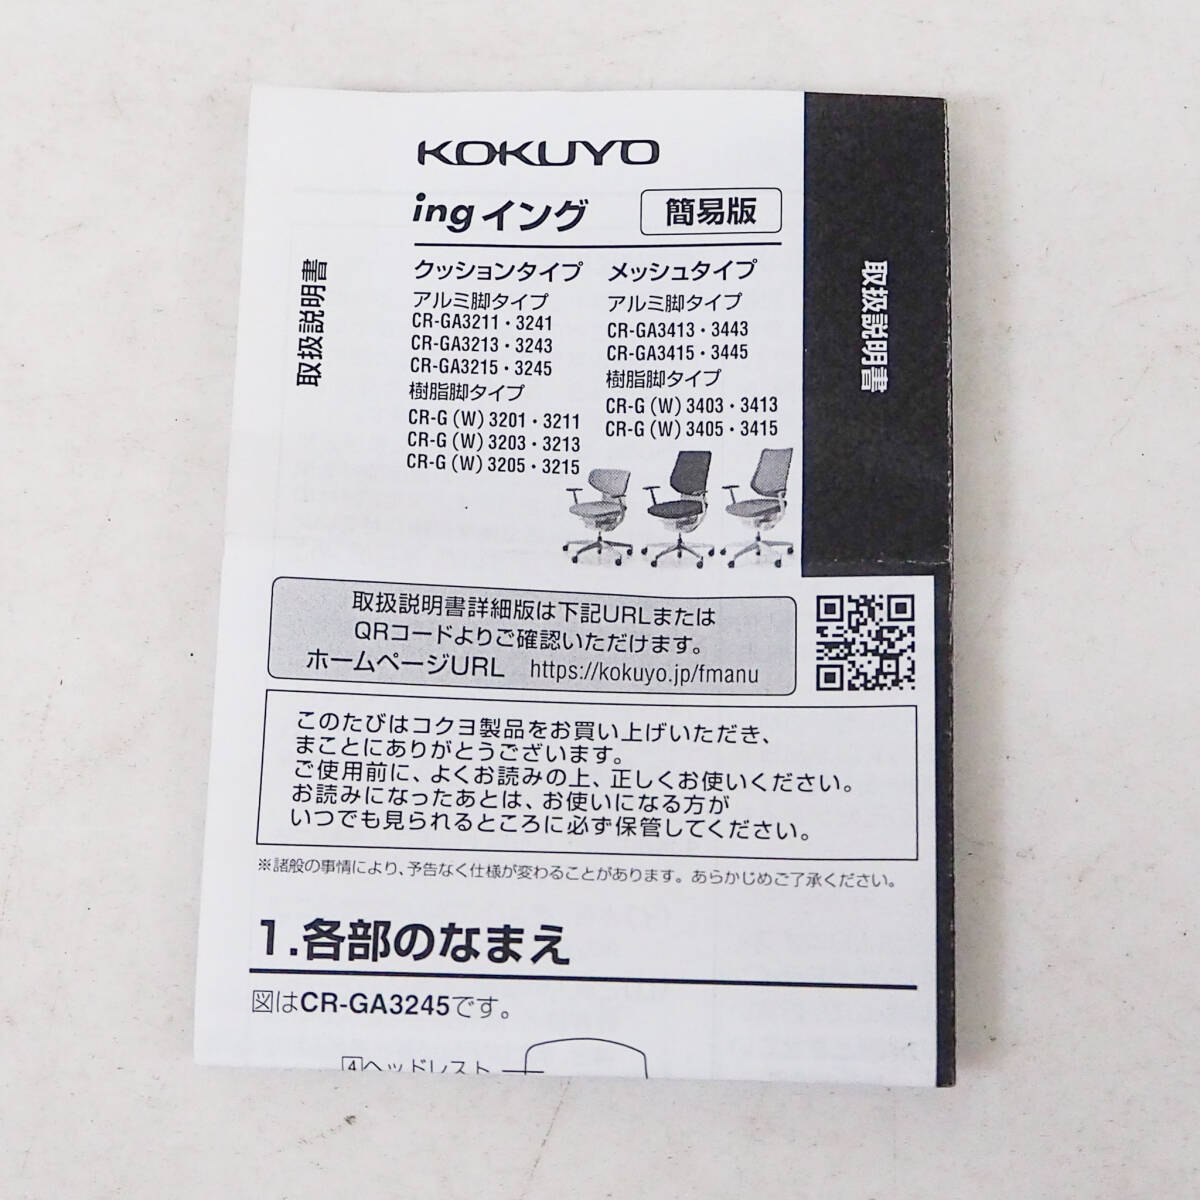 KOKUYO
ing イング 簡易版
取扱説明書
クッションタイプ
アルミ脚タイプ
CR-GA3211・3241
CR-GA3213・3243
CR-GA3215・3245
樹脂脚タイプ
CR-G(W)3201・3211
CR-G(W)3203・3213
CR-G(W)3205・3215
メッシュタイプ
アルミ脚タイプ
CR-GA3413・3443
CR-GA3415・3445
樹脂脚タイプ
CR-G(W)3403・3413
CR-G(W)3405・3415
取扱説明書
取扱説明書詳細版は下記URLまたは
QRコードよりご確認いただけます。
ホームページURL https://kokuyo.jp/fmanu
このたびはコクヨ製品をお買い上げいただき、
まことにありがとうございます。
ご使用前に、よくお読みの上、正しくお使いください。
お読みになったあとは、お使いになる方が
いつでも見られるところに必ず保管してください。
※諸般の事情により、予告なく仕様が変わることがあります。あらかじめご了承ください。
1.各部のなまえ
図はCR-GA3245です。
4ヘッドレスト